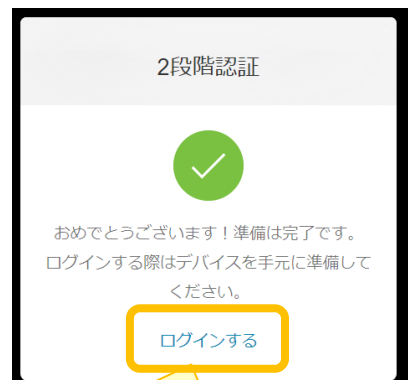 2段階認証
おめでとうございます！準備は完了です。
ログインする際はデバイスを手元に準備して
ください。
ログインする